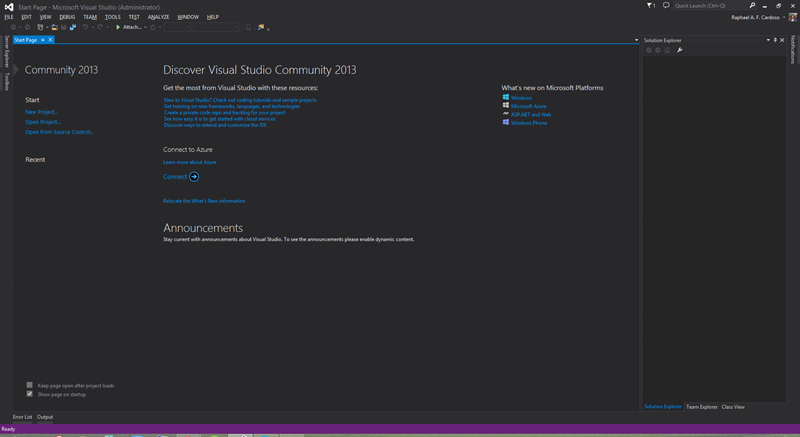 Start Page - Microsoft Visual Studio (Administrator)
1
Quick Launch (Ctrl+Q)
FILE EDIT VIEW DEBUG TEAM TOOLS TEST ANALYZE WINDOW HELP
Raphael A. F. Cardoso
Attach...
Server Explorer
Toolbox
Start Page
Community 2013
Start
New Project...
Open Project...
Open from Source Control...
Recent
Discover Visual Studio Community 2013
Get the most from Visual Studio with these resources:
New to Visual Studio? Check out coding tutorials and sample projects
Get training on new frameworks, languages, and technologies
Create a private code repo and backlog for your project
See how easy it is to get started with cloud services
Discover ways to extend and customize the IDE
Connect to Azure
Learn more about Azure
Connect
Relocate the What's New information
What's new on Microsoft Platforms
Windows
Microsoft Azure
ASP.NET and Web
Windows Phone
Announcements
Stay current with announcements about Visual Studio. To see the announcements please enable dynamic content.
Keep page open after project loads
Show page on startup
Solution Explorer
Solution Explorer Team Explorer Class View
Notifications
Error List Output
Ready